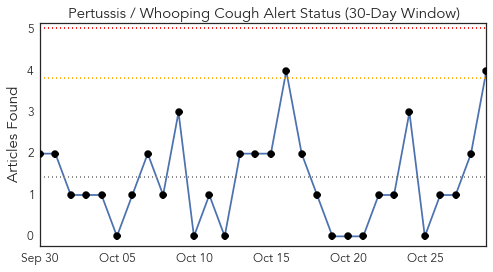 Pertussis / Whooping Cough Alert Status (30-Day Window)
Articles Found
5
4
3
2
1
0
Sep 30 Oct 05 Oct 10 Oct 15 Oct 20 Oct 25